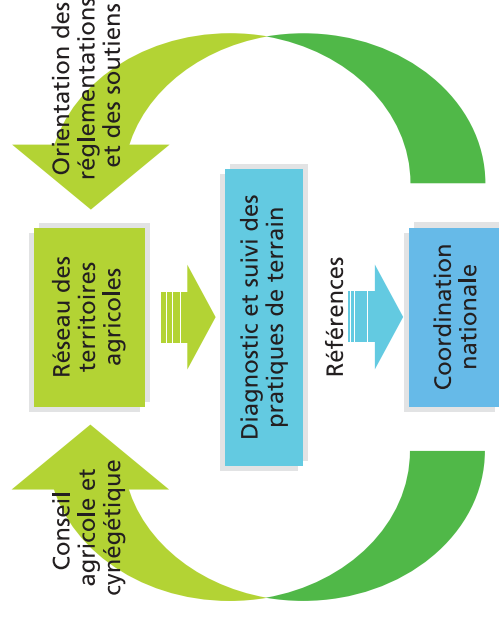 Conseil
agricole et
cynégétique
Réseau des
territoires
agricoles
Orientation des
réglementations
et des soutiens
Diagnostic et suivi des
pratiques de terrain
Références
Coordination
nationale